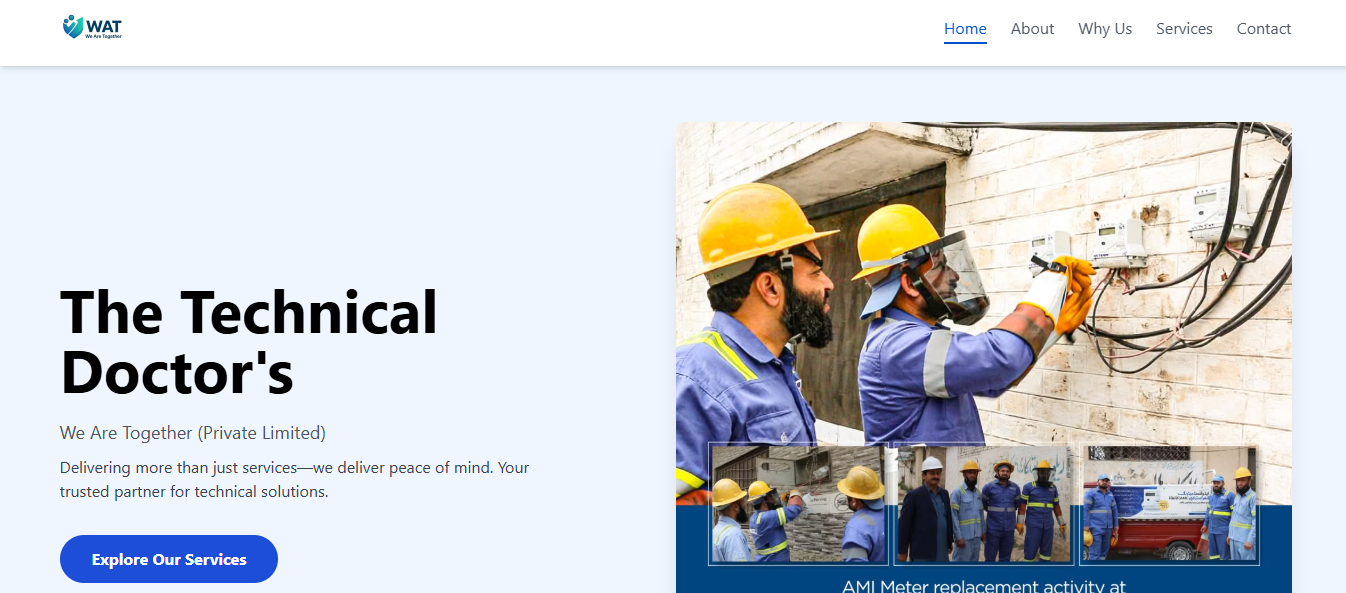 WAT
We Are Together
Home
About
Why Us
Services
Contact
The Technical
Doctor's
We Are Together (Private Limited)
Delivering more than just services—we deliver peace of mind. Your
trusted partner for technical solutions.
Explore Our Services
AMI Meter replacement activity at